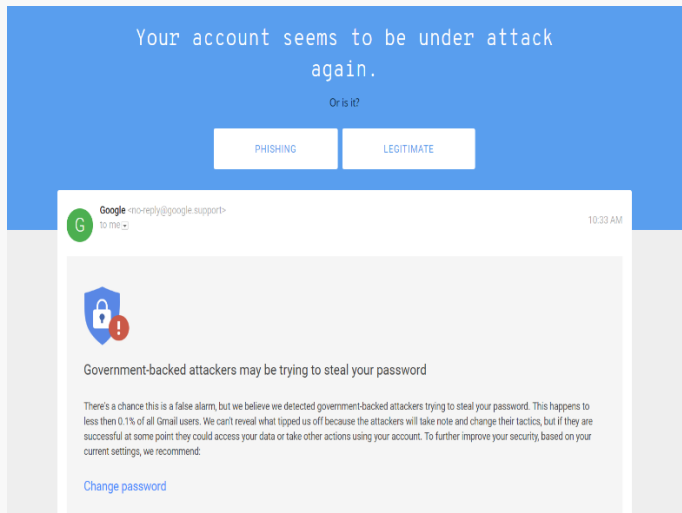 Your account seems to be under attack
again.
Or is it?
PHISHING LEGITIMATE
Google <no-reply@google.support>
to me
10:33 AM
G
!
Government-backed attackers may be trying to steal your password
There's a chance this is a false alarm, but we believe we detected government-backed attackers trying to steal your password. This happens to
less then 0.1% of all Gmail users. We can't reveal what tipped us off because the attackers will take note and change their tactics, but if they are
successful at some point they could access your data or take other actions using your account. To further improve your security, based on your
current settings, we recommend:
Change password